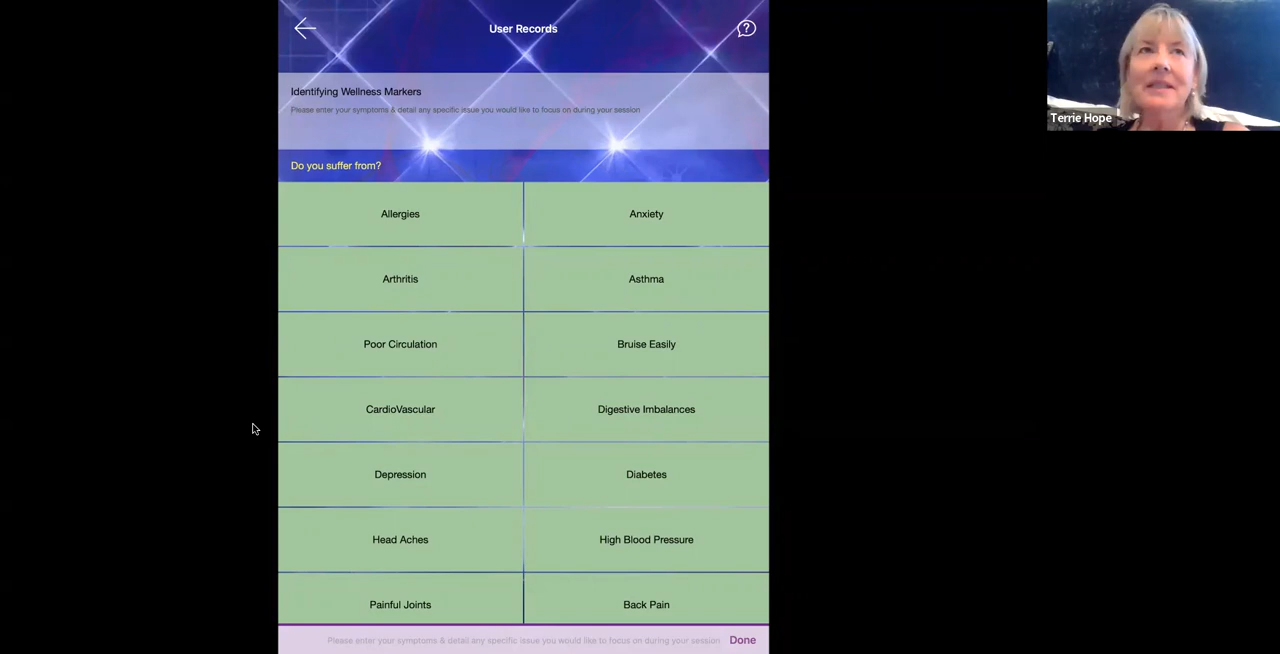 User Records
Identifying Wellness Markers
Please enter your symptoms & detail any specific issue you would like to focus on during your session
Do you suffer from?
Allergies
Anxiety
Arthritis
Asthma
Poor Circulation
Bruise Easily
CardioVascular
Digestive Imbalances
Depression
Diabetes
Head Aches
High Blood Pressure
Painful Joints
Back Pain
Please enter your symptoms & detail any specific issue you would like to focus on during your session
Done
Terrie Hope